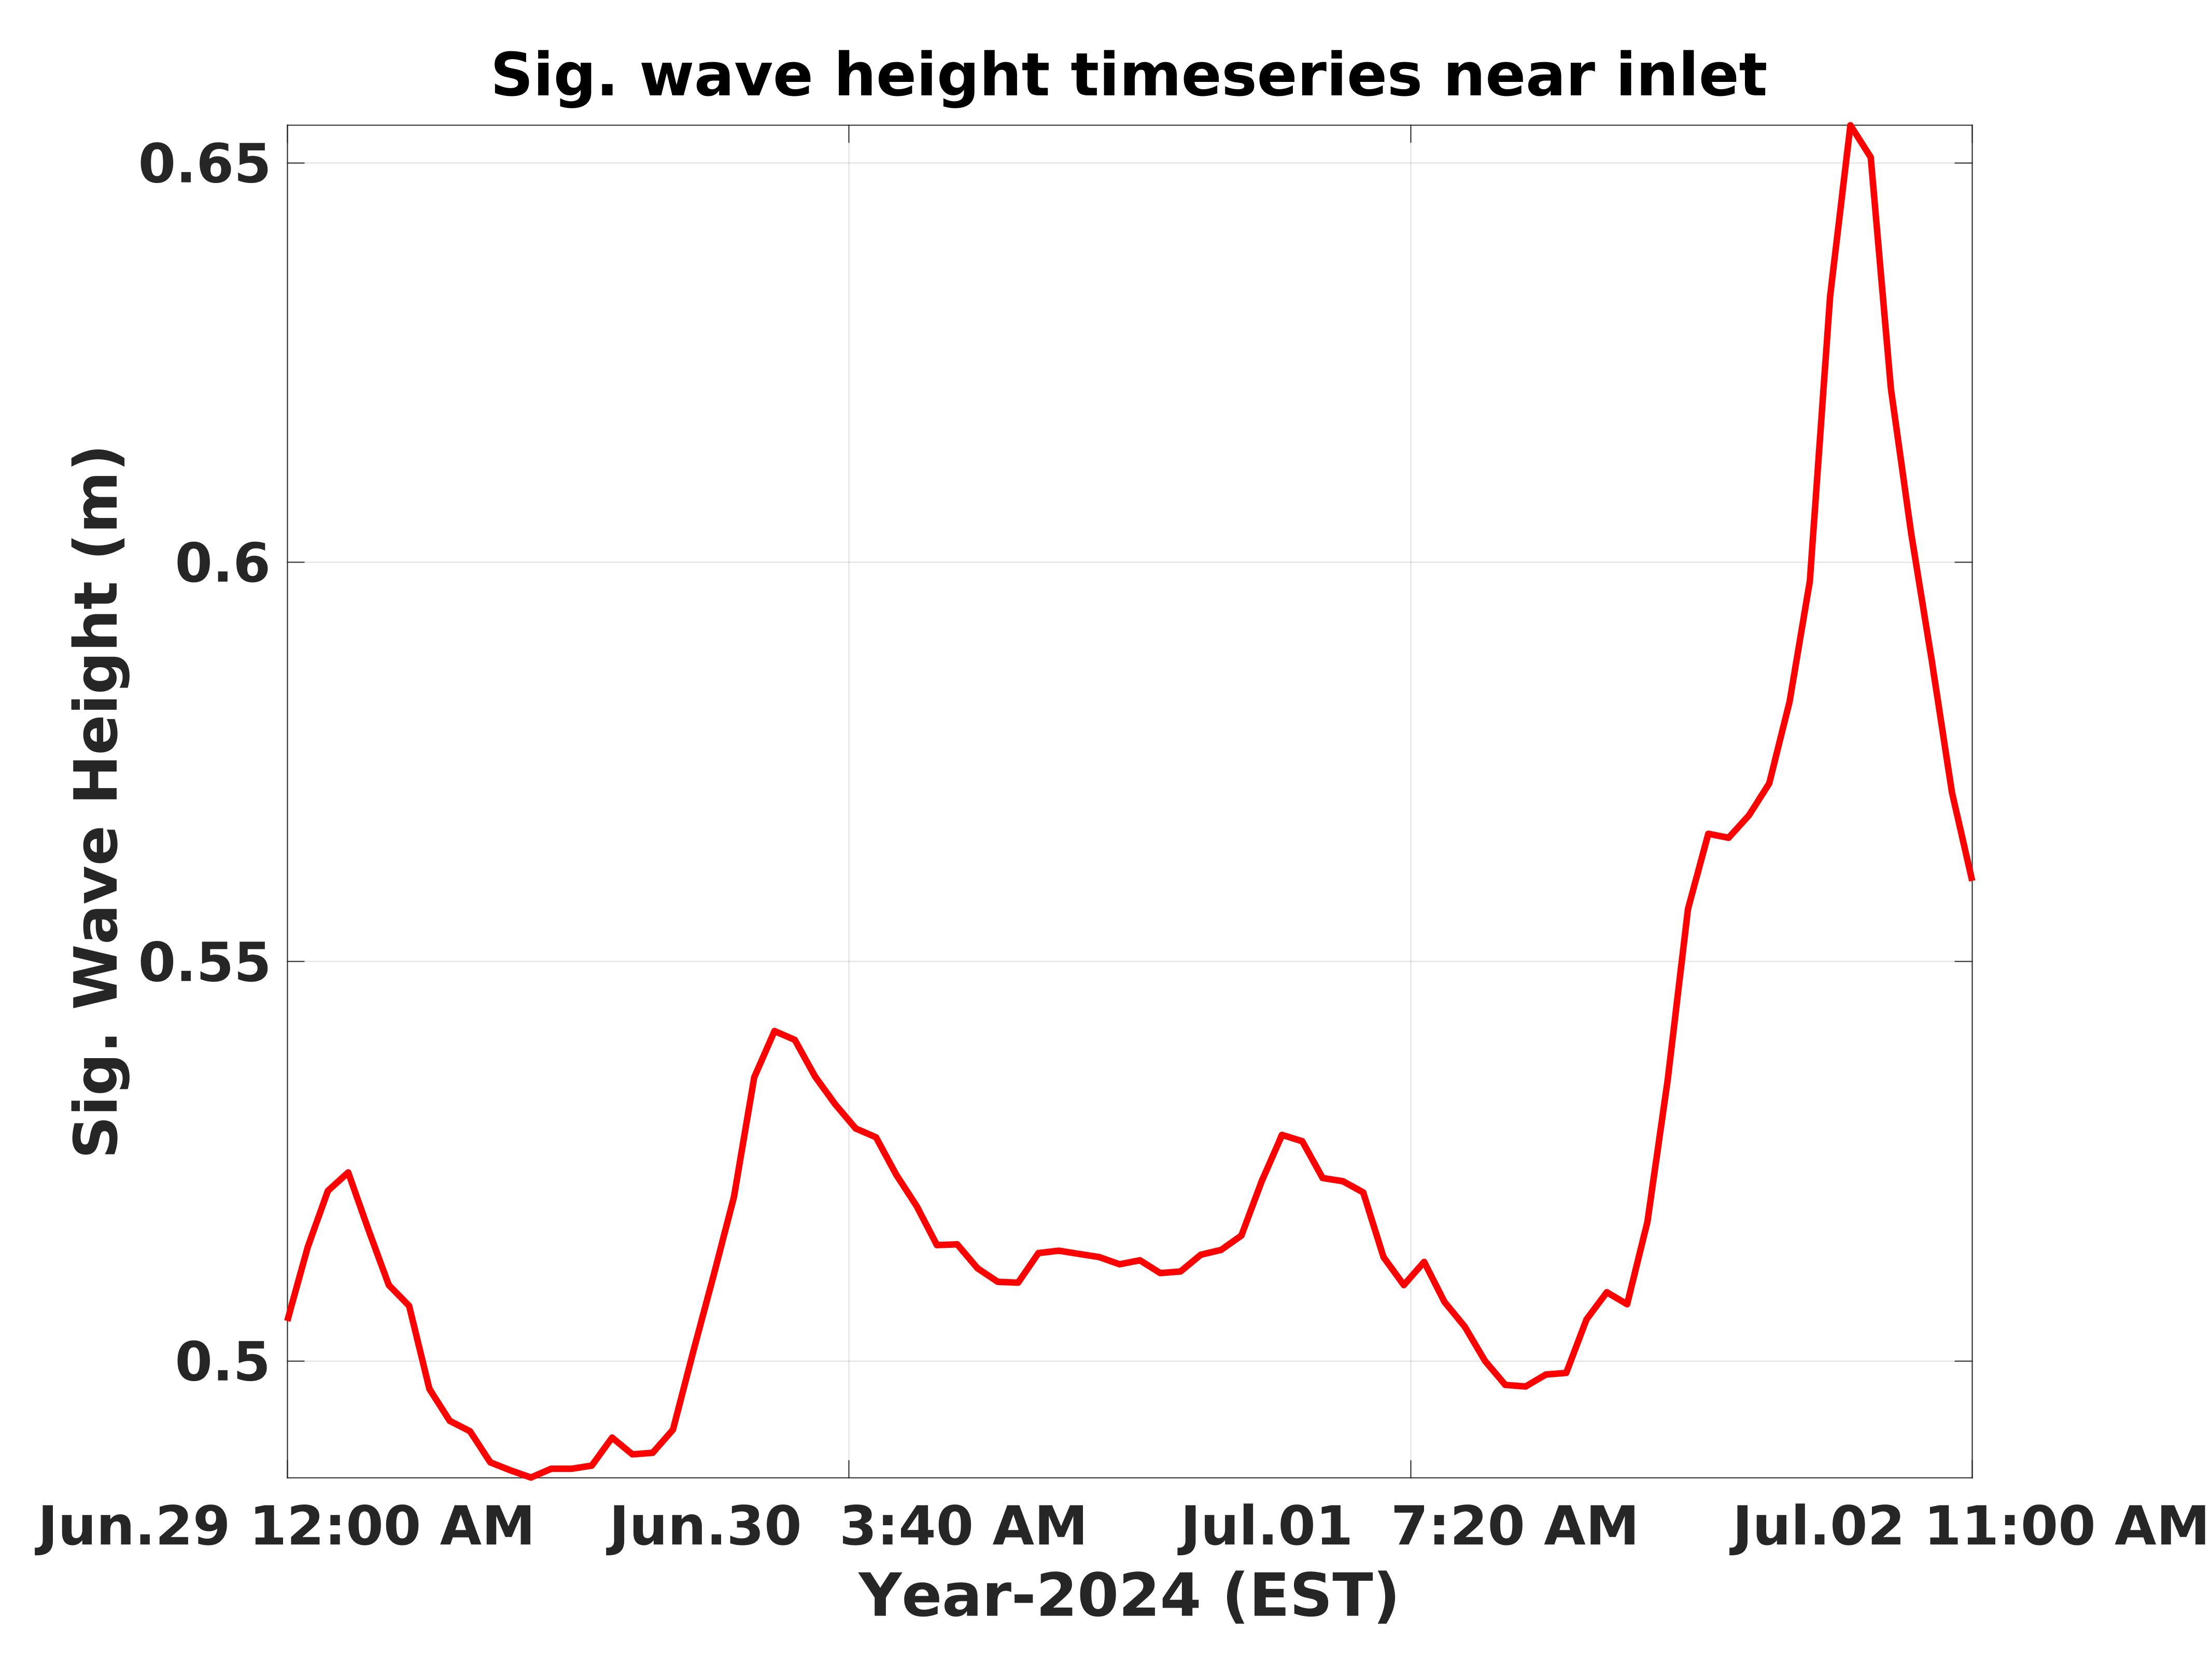 Sig. wave height timeseries near inlet
Sig. Wave Height (m)
0.65
0.6
0.55
0.5
Jun.29 12:00 AM Jun.30 3:40 AM Jul.01 7:20 AM Jul.02 11:00 AM
Year-2024 (EST)